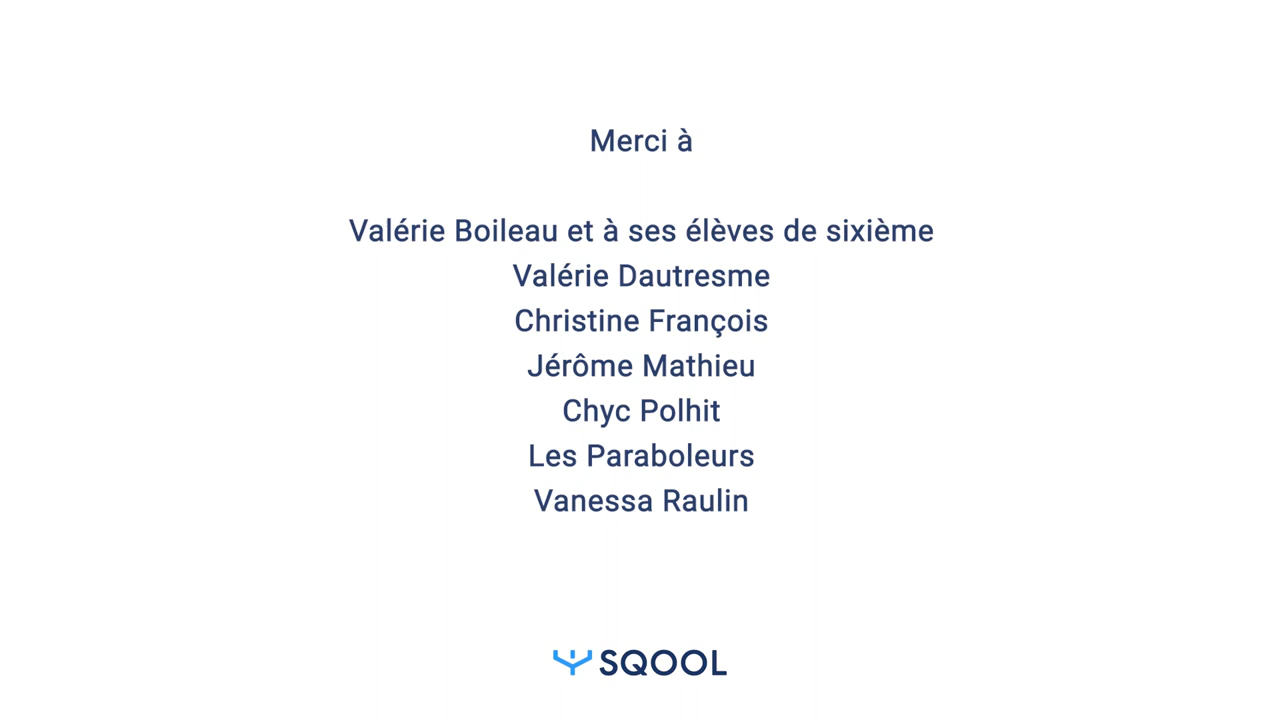 Merci à
Valérie Boileau et à ses élèves de sixième
Valérie Dautresme
Christine François
Jérôme Mathieu
Chyc Polhit
Les Paraboleurs
Vanessa Raulin
SQOOL